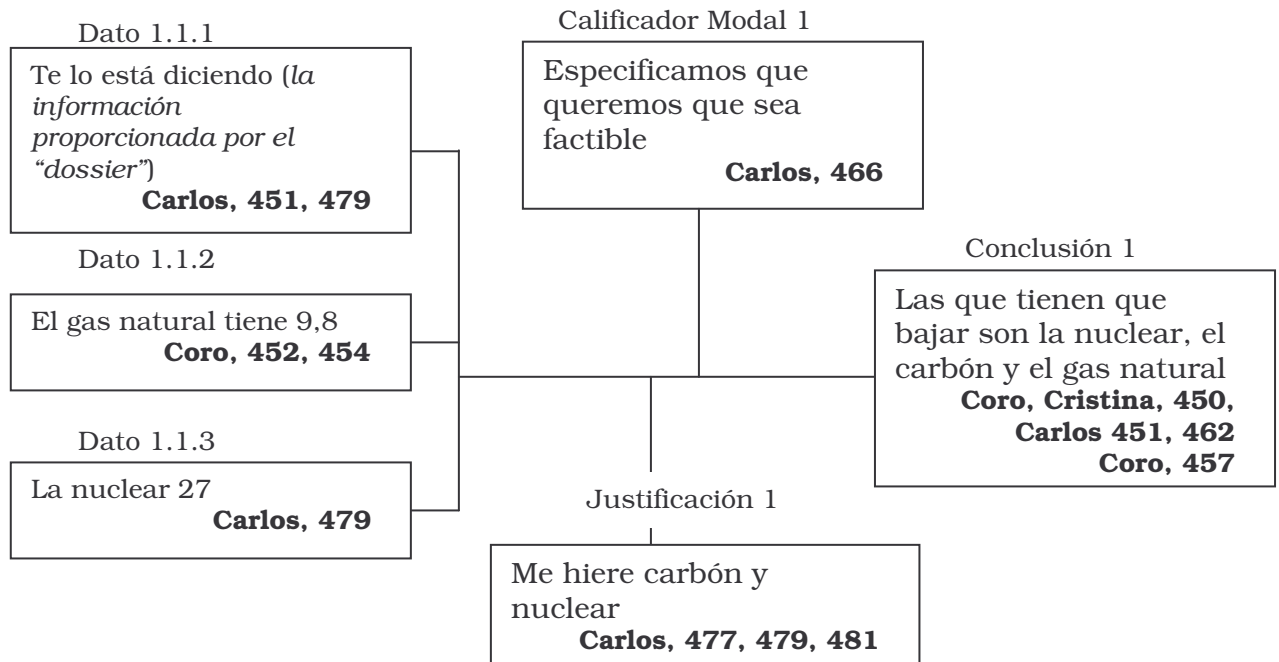 Dato 1.1.1
Te lo está diciendo (la
información
proporcionada por el
“dossier”)
Carlos, 451, 479
Calificador Modal 1
Especificamos que
queremos que sea
factible
Carlos, 466
Dato 1.1.2
El gas natural tiene 9,8
Coro, 452, 454
Conclusión 1
Las que tienen que
bajar son la nuclear, el
carbón y el gas natural
Coro, Cristina, 450,
Carlos 451, 462
Coro, 457
Dato 1.1.3
La nuclear 27
Carlos, 479
Justificación 1
Me hiere carbón y
nuclear
Carlos, 477, 479, 481